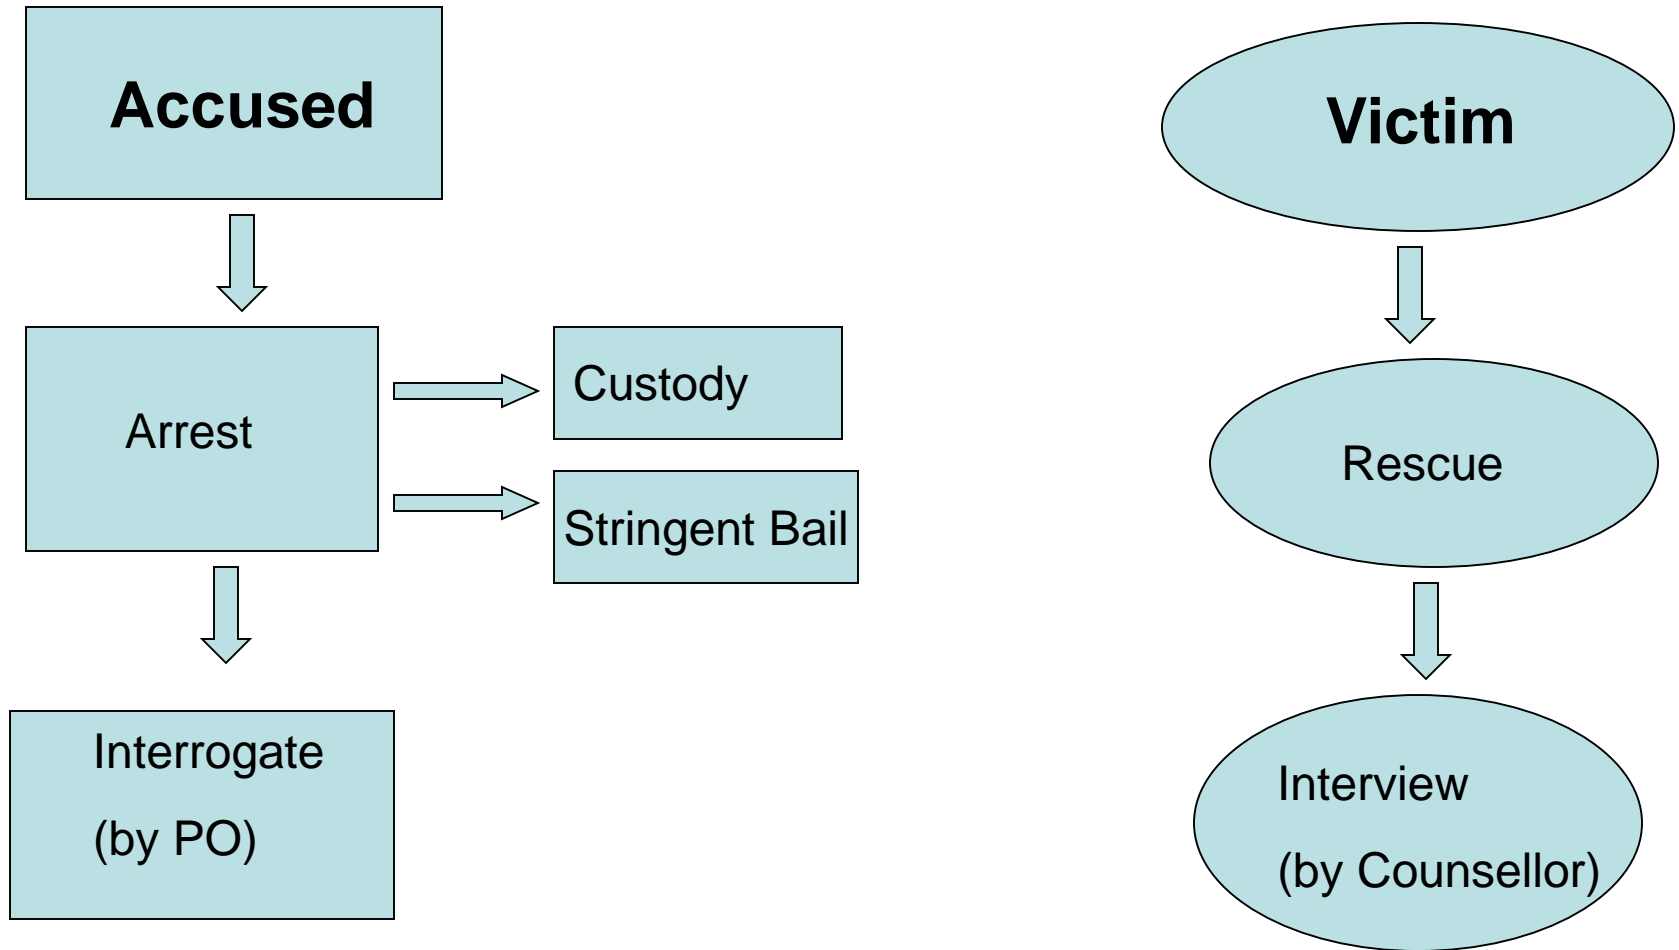 Accused
Arrest
Custody
Stringent Bail
Interrogate
(by PO)
Victim
Rescue
Interview
(by Counsellor)